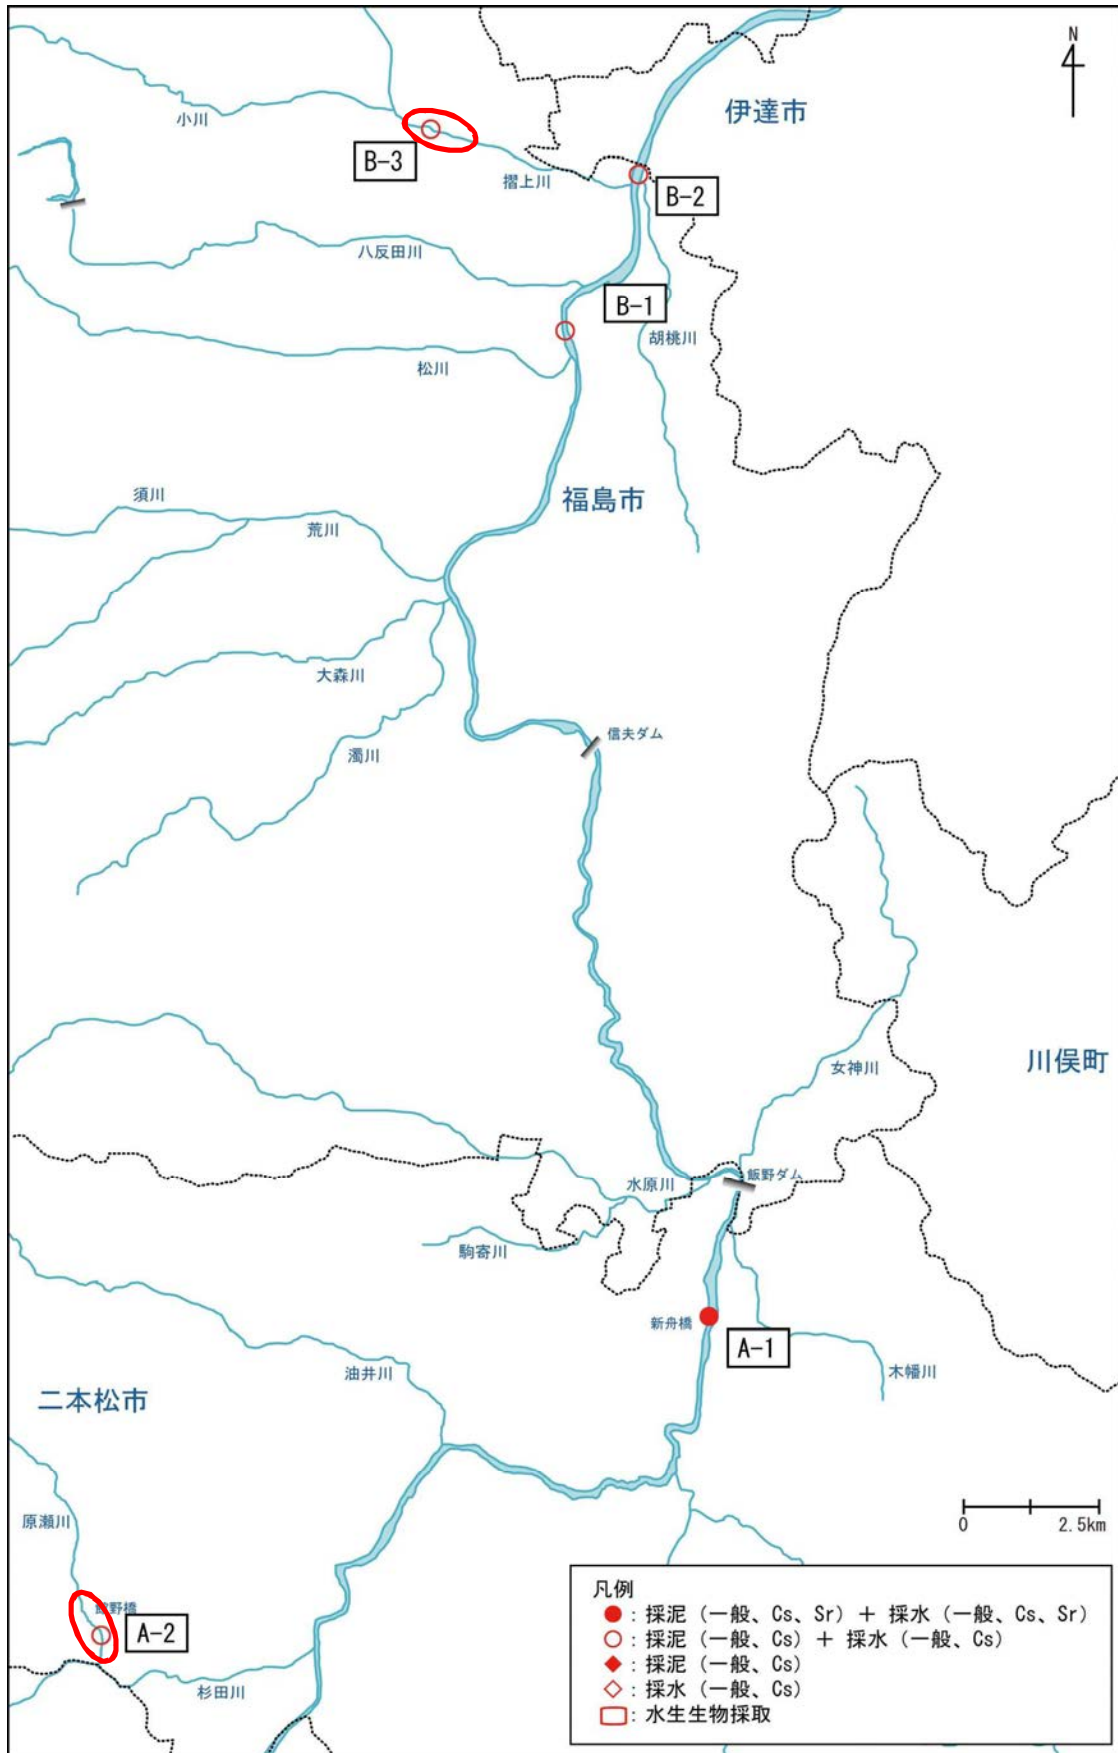 N
伊達市
小川
B-3
摺上川
B-2
八反田川
B-1
胡桃川
松川
須川
福島市
荒川
大森川
信夫ダム
濁川
女神川
川俣町
水原川
飯野ダム
駒寄川
新舟橋
A-1
油井川
木幡川
二本松市
原瀬川
0 2.5km
野橋
A-2
杉田川
凡例
: 採泥 (一般、Cs、Sr) + 採水 (一般、Cs、Sr)
: 採泥 (一般、Cs) + 採水 (一般、Cs)
: 採泥 (一般、Cs)
: 採水 (一般、Cs)
: 水生生物採取